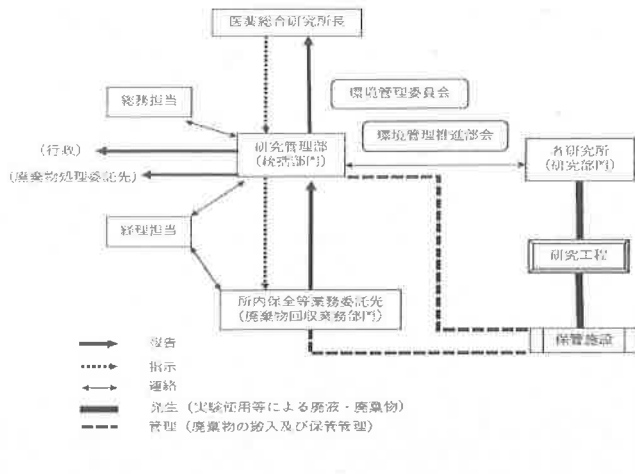 医薬総合研究所長
環境管理委員会
総務担当
環境管理推進部会
研究管理部
(統括部門)
各研究所
(研究部門)
(行政)
(廃棄物処理委託先)
経理担当
研究工程
所内保全等業務委託先
(廃棄物回収業務部門)
保管施設
報告
指示
連絡
発生 (実験使用等による廃液・廃棄物)
管理 (廃棄物の搬入及び保管管理)